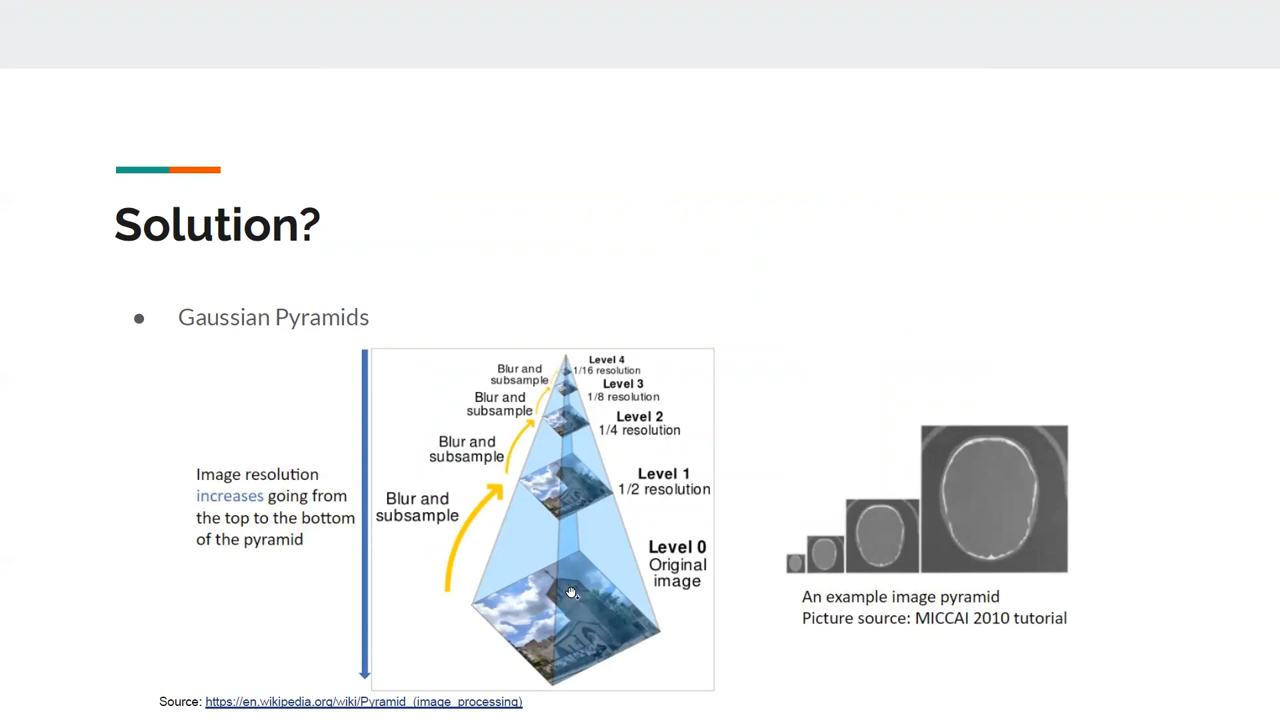 Solution?
● Gaussian Pyramids
Image resolution
increases going from
the top to the bottom
of the pyramid
Blur and
subsample
Blur and
subsample
Blur and
subsample
Blur and
subsample
Level 4
1/16 resolution
Level 3
1/8 resolution
Level 2
1/4 resolution
Level 1
1/2 resolution
Level 0
Original
image
An example image pyramid
Picture source: MICCAI 2010 tutorial
Source: https://en.wikipedia.org/wiki/Pyramid_(image_processing)